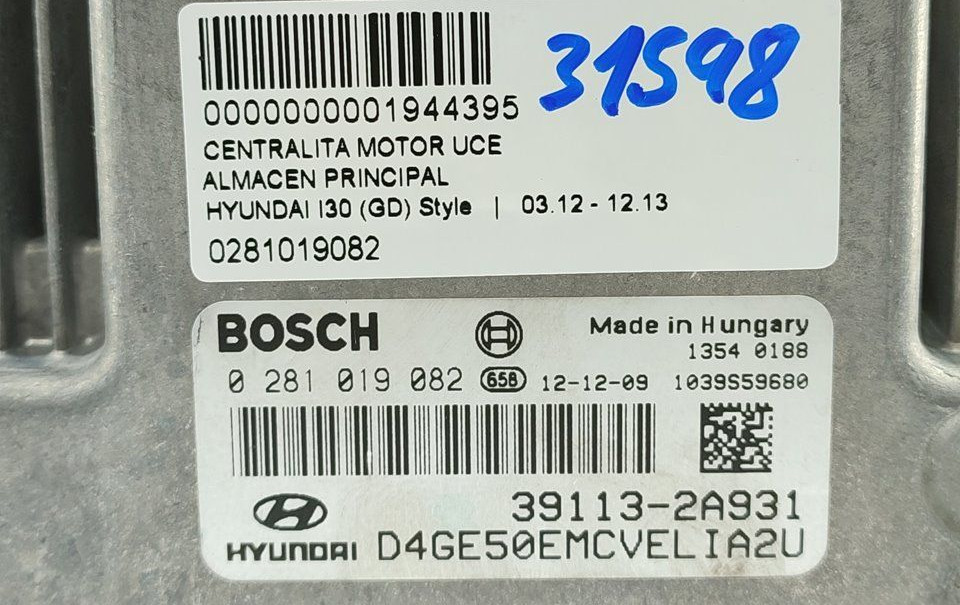 31598
0000000001944395
CENTRALITA MOTOR UCE
ALMACEN PRINCIPAL
HYUNDAI I30 (GD) Style | 03.12 - 12.13
0281019082
BOSCH
Made in Hungary
1354 0188
0 281 019 082 658 12-12-09 1039S59680
39113-2A931
HYUNDAI D4GE50EMCVELIA2U